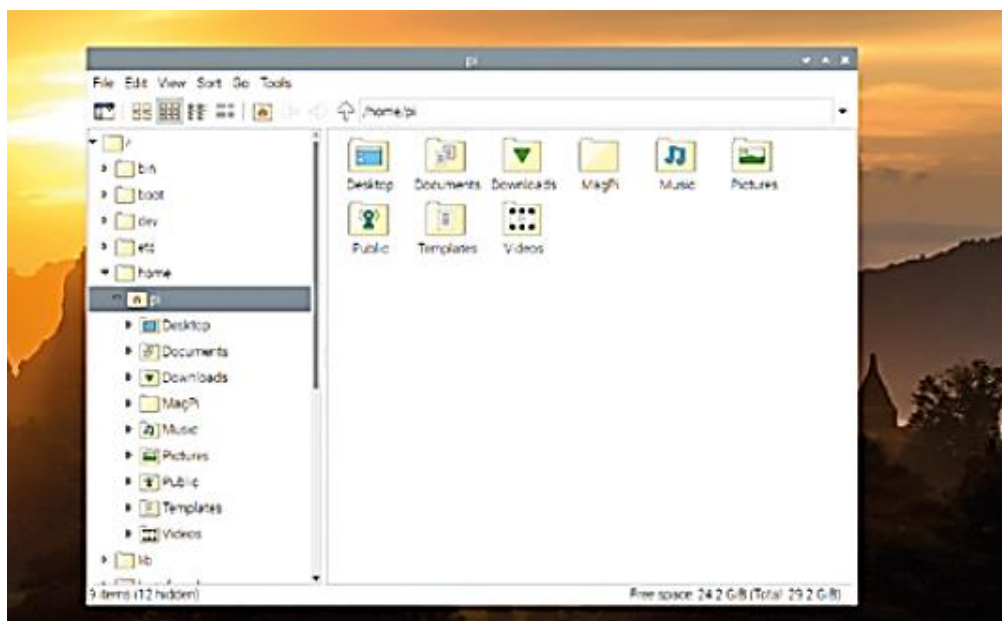 pi
File Edit View Sort Go Tools
/home/pi
/
bin
boot
dev
etc
home
pi
Desktop
Documents
Downloads
MagPi
Music
Pictures
Public
Templates
Videos
lib
Desktop Documents Downloads MagPi Music Pictures
Public Templates Videos
9 items (12 hidden)
Free space: 24.2 GiB (Total: 29.2 GiB)